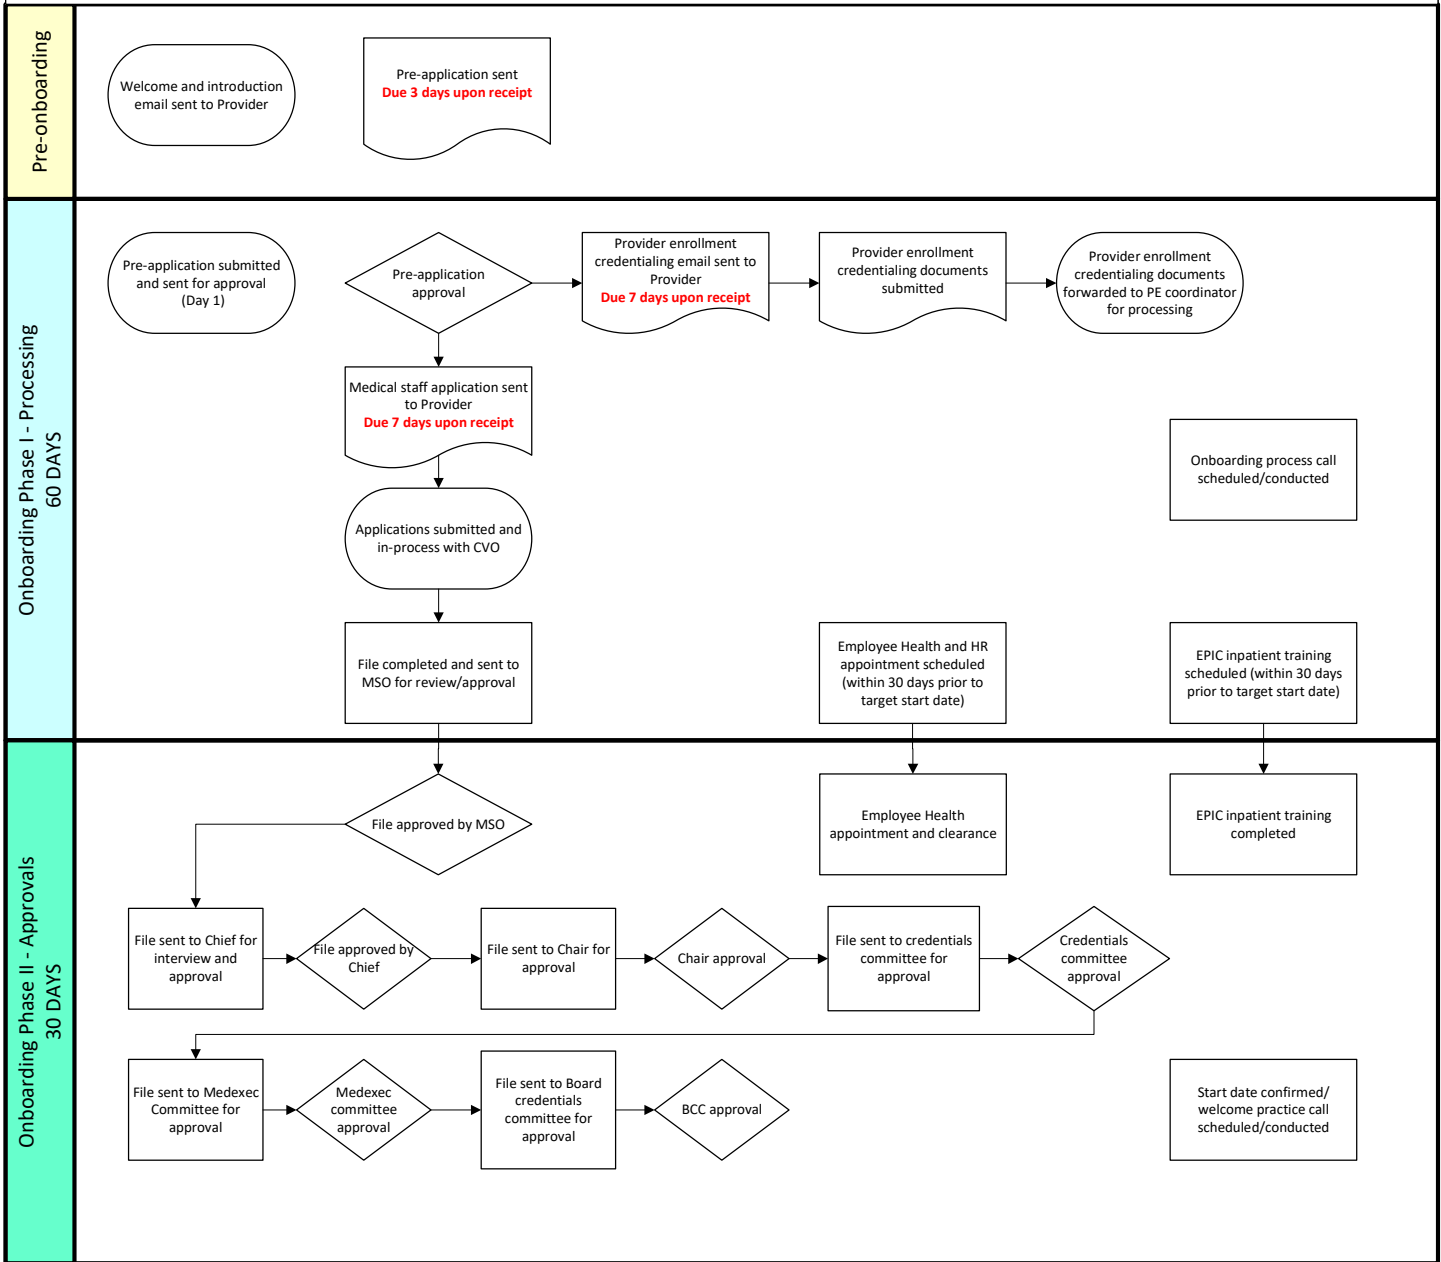 Pre-onboarding
Welcome and introduction
email sent to Provider
Pre-application sent
Due 3 days upon receipt
Onboarding Phase I - Processing
60 DAYS
Pre-application submitted
and sent for approval
(Day 1)
Pre-application
approval
Provider enrollment
credentialing email sent to
Provider
Due 7 days upon receipt
Provider enrollment
credentialing documents
submitted
Provider enrollment
credentialing documents
forwarded to PE coordinator
for processing
Medical staff application sent
to Provider
Due 7 days upon receipt
Onboarding process call
scheduled/conducted
Applications submitted and
in-process with CVO
File completed and sent to
MSO for review/approval
Employee Health and HR
appointment scheduled
(within 30 days prior to
target start date)
EPIC inpatient training
scheduled (within 30 days
prior to target start date)
Onboarding Phase II - Approvals
30 DAYS
File approved by MSO
Employee Health
appointment and clearance
EPIC inpatient training
completed
File sent to Chief for
interview and
approval
File approved by
Chief
File sent to Chair for
approval
Chair approval
File sent to credentials
committee for
approval
Credentials
committee
approval
File sent to Medexec
Committee for
approval
Medexec
committee
approval
File sent to Board
credentials
committee for
approval
BCC approval
Start date confirmed/
welcome practice call
scheduled/conducted